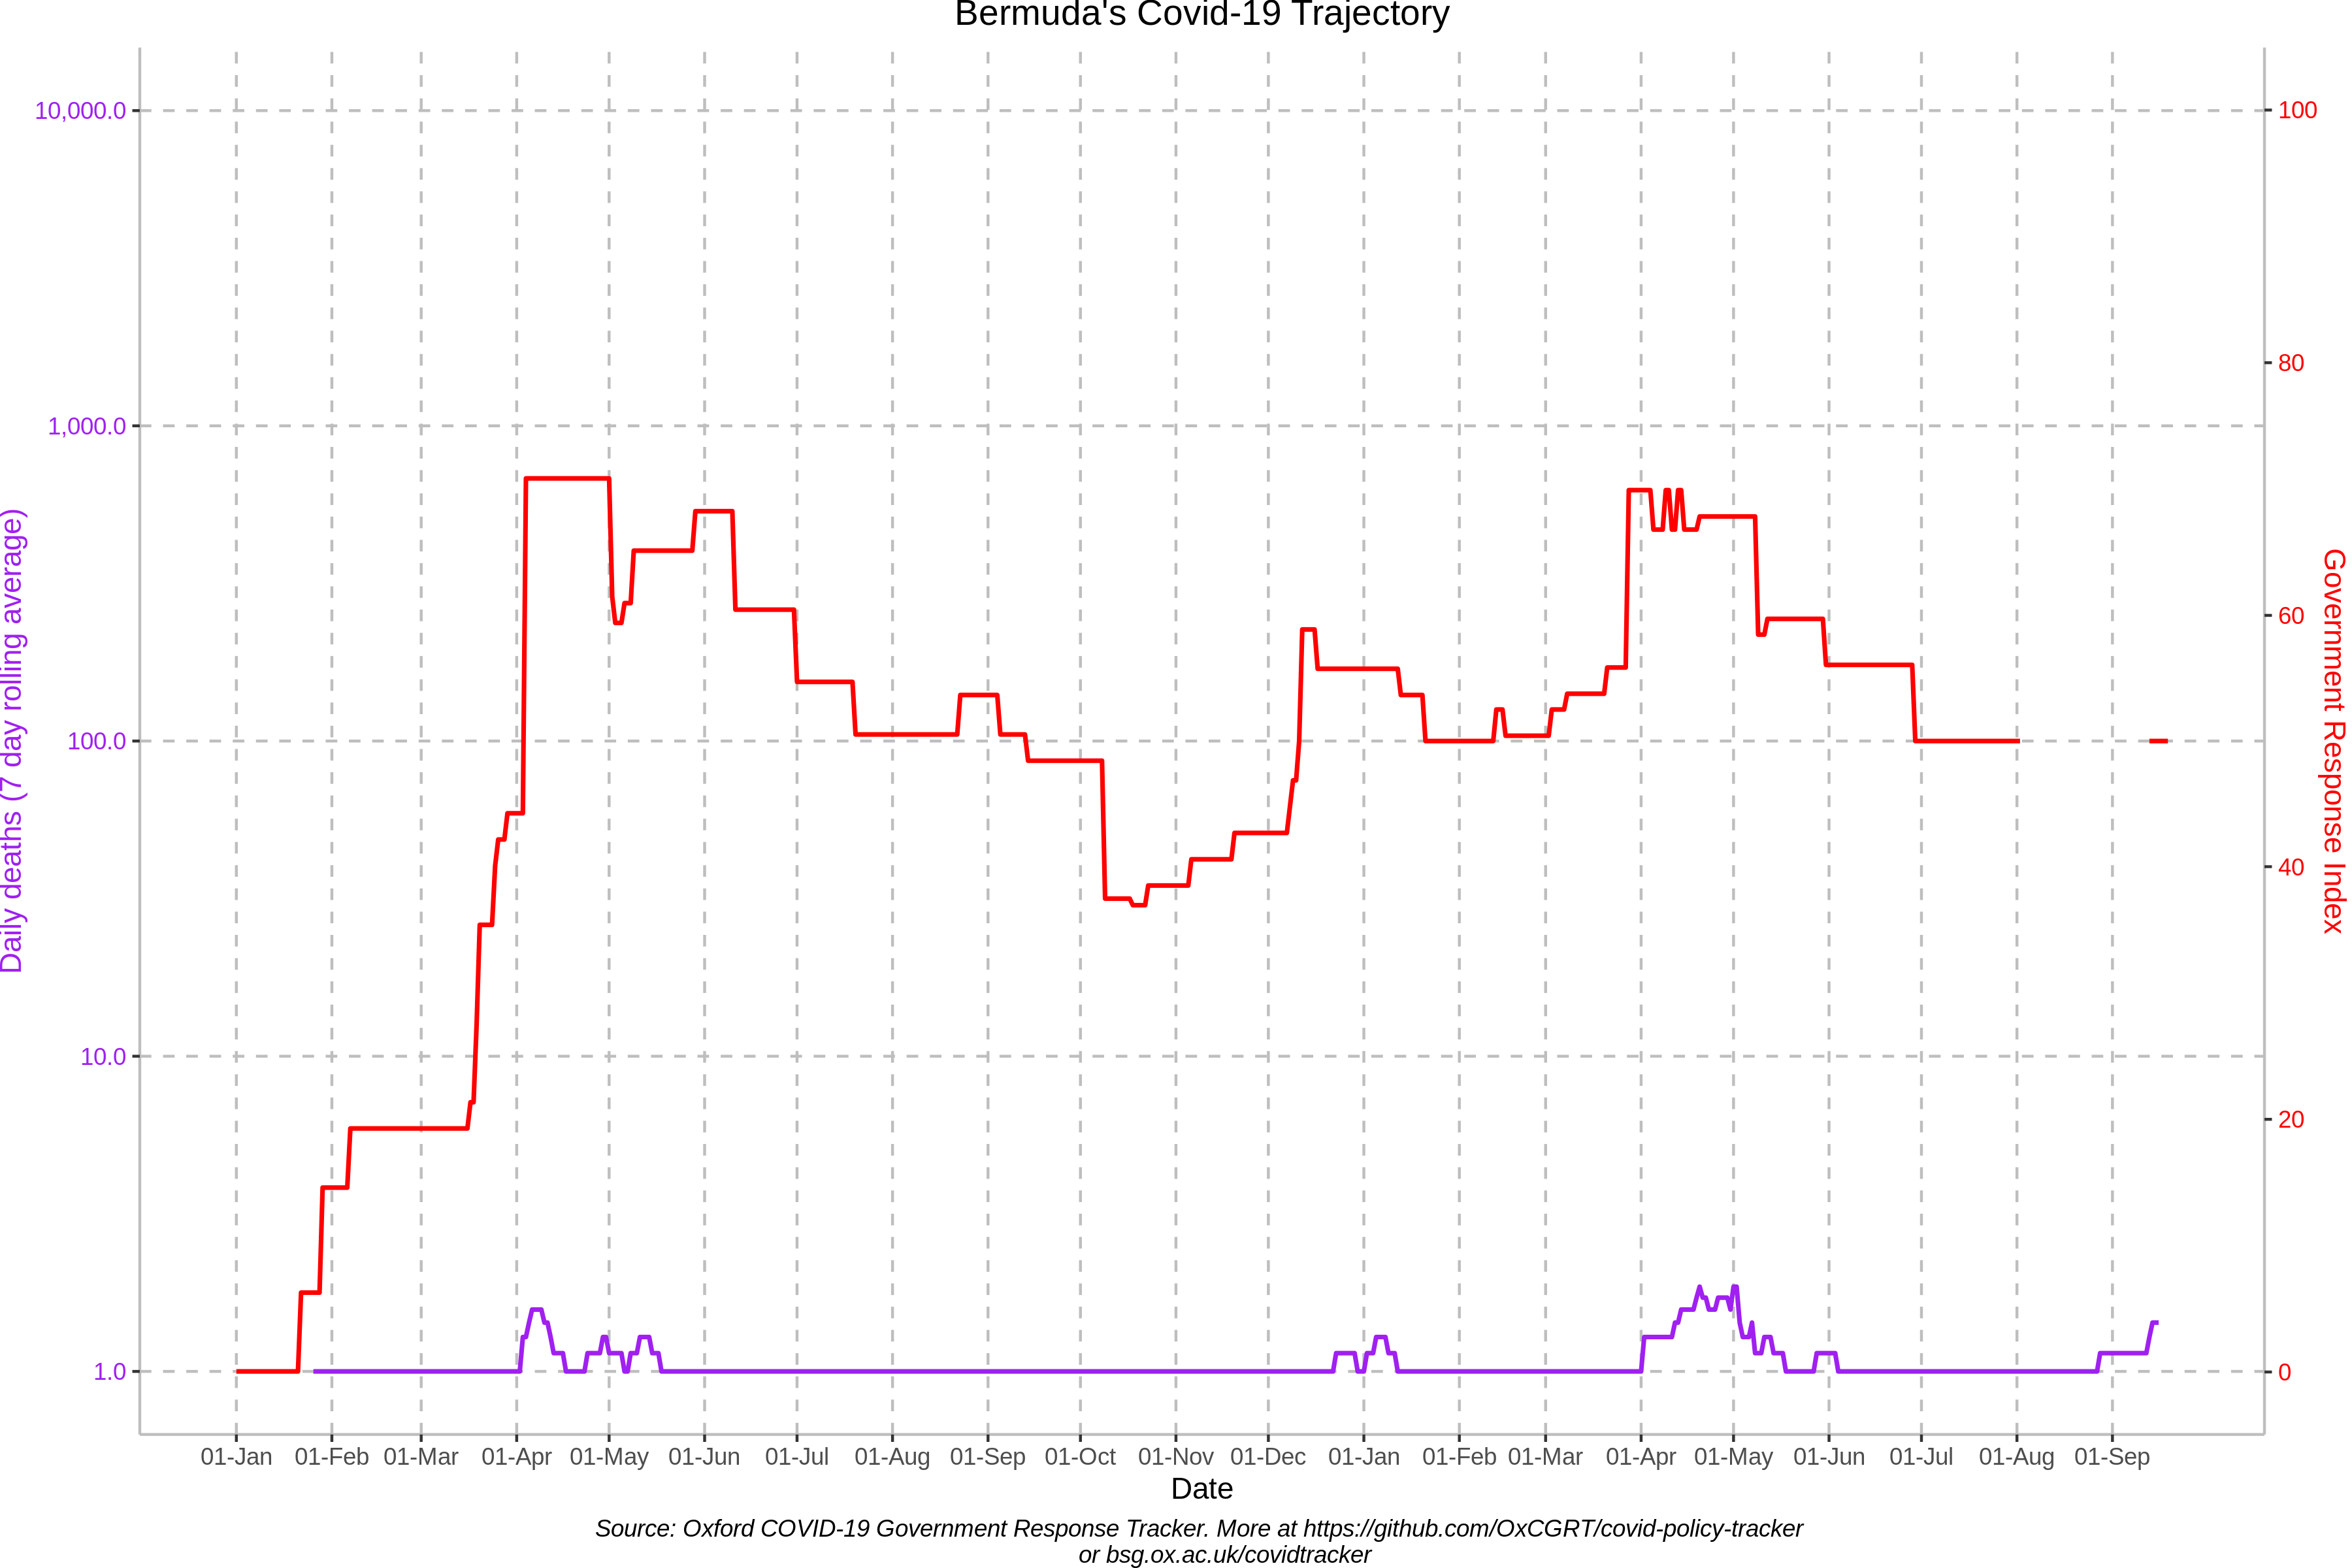 Bermuda's Covid-19 Trajectory
10,000.0
1,000.0
100.0
10.0
1.0
Daily deaths (7 day rolling average)
100
80
60
40
20
0
Government Response Index
01-Jan 01-Feb 01-Mar 01-Apr 01-May 01-Jun 01-Jul 01-Aug 01-Sep 01-Oct 01-Nov 01-Dec 01-Jan 01-Feb 01-Mar 01-Apr 01-May 01-Jun 01-Jul 01-Aug 01-Sep
Date
Source: Oxford COVID-19 Government Response Tracker. More at https://github.com/OxCGRT/covid-policy-tracker
or bsg.ox.ac.uk/covidtracker